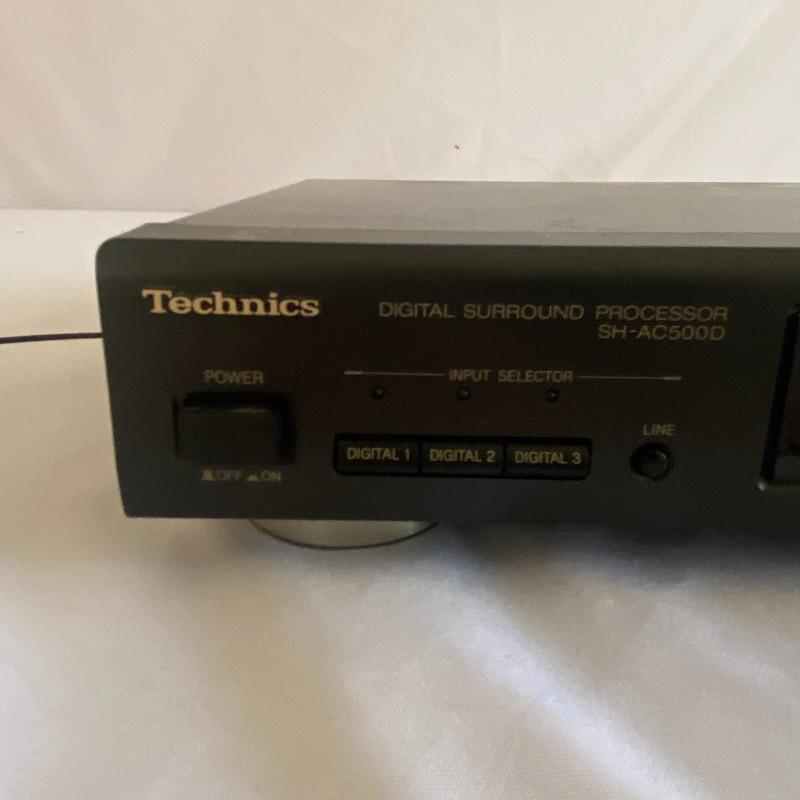 Technics
DIGITAL SURROUND PROCESSOR
SH-AC500D
POWER
OFF ON
INPUT SELECTOR
DIGITAL 1 DIGITAL 2 DIGITAL 3
LINE